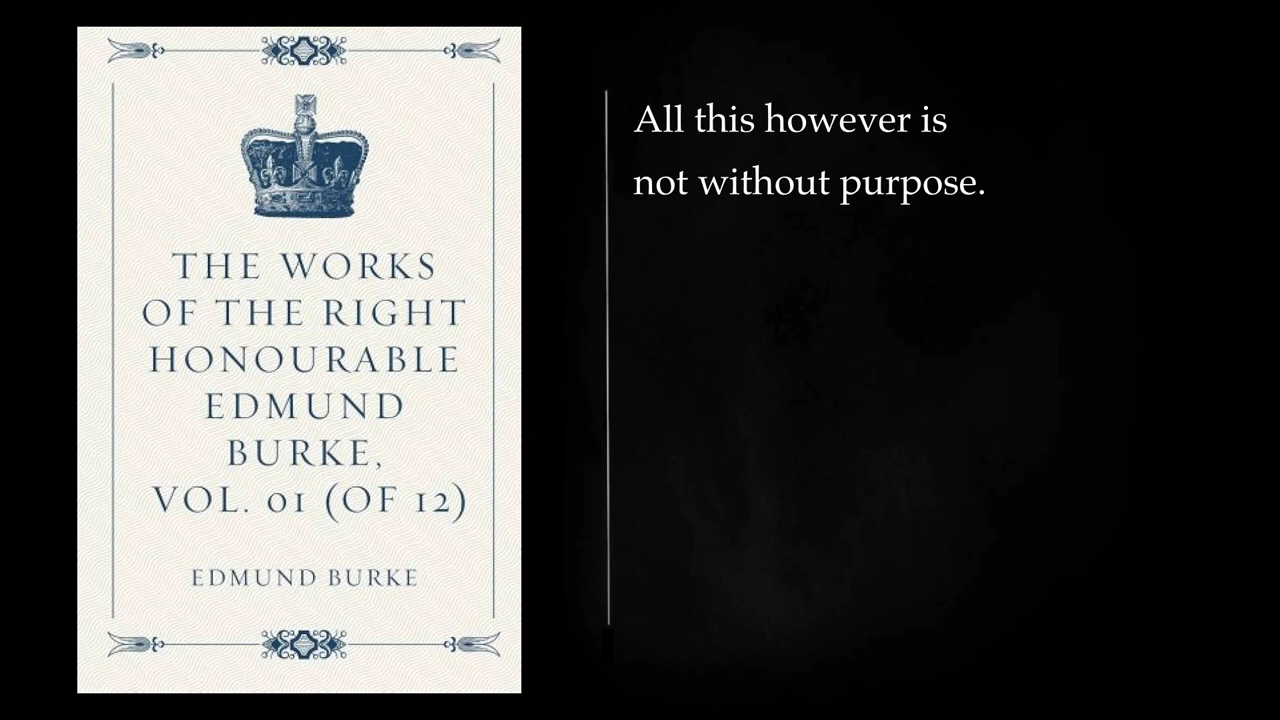 THE WORKS
OF THE RIGHT
HONOURABLE
EDMUND
BURKE,
VOL. 01 (OF 12)
EDMUND BURKE
All this however is
not without purpose.